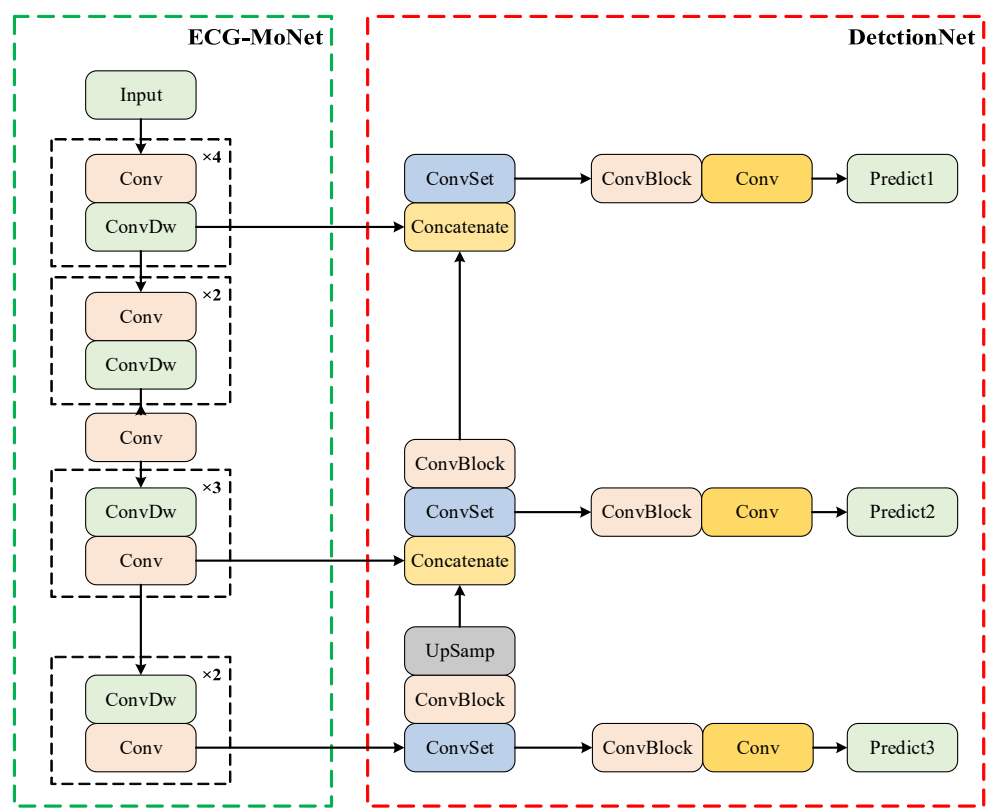 ECG-MoNet
Input
×4
Conv
ConvDw
×2
Conv
ConvDw
Conv
×3
ConvDw
Conv
×2
ConvDw
Conv
DetctionNet
ConvSet
ConvBlock
Conv
Predict1
Concatenate
ConvBlock
ConvSet
ConvBlock
Conv
Predict2
Concatenate
UpSamp
ConvBlock
ConvSet
ConvBlock
Conv
Predict3